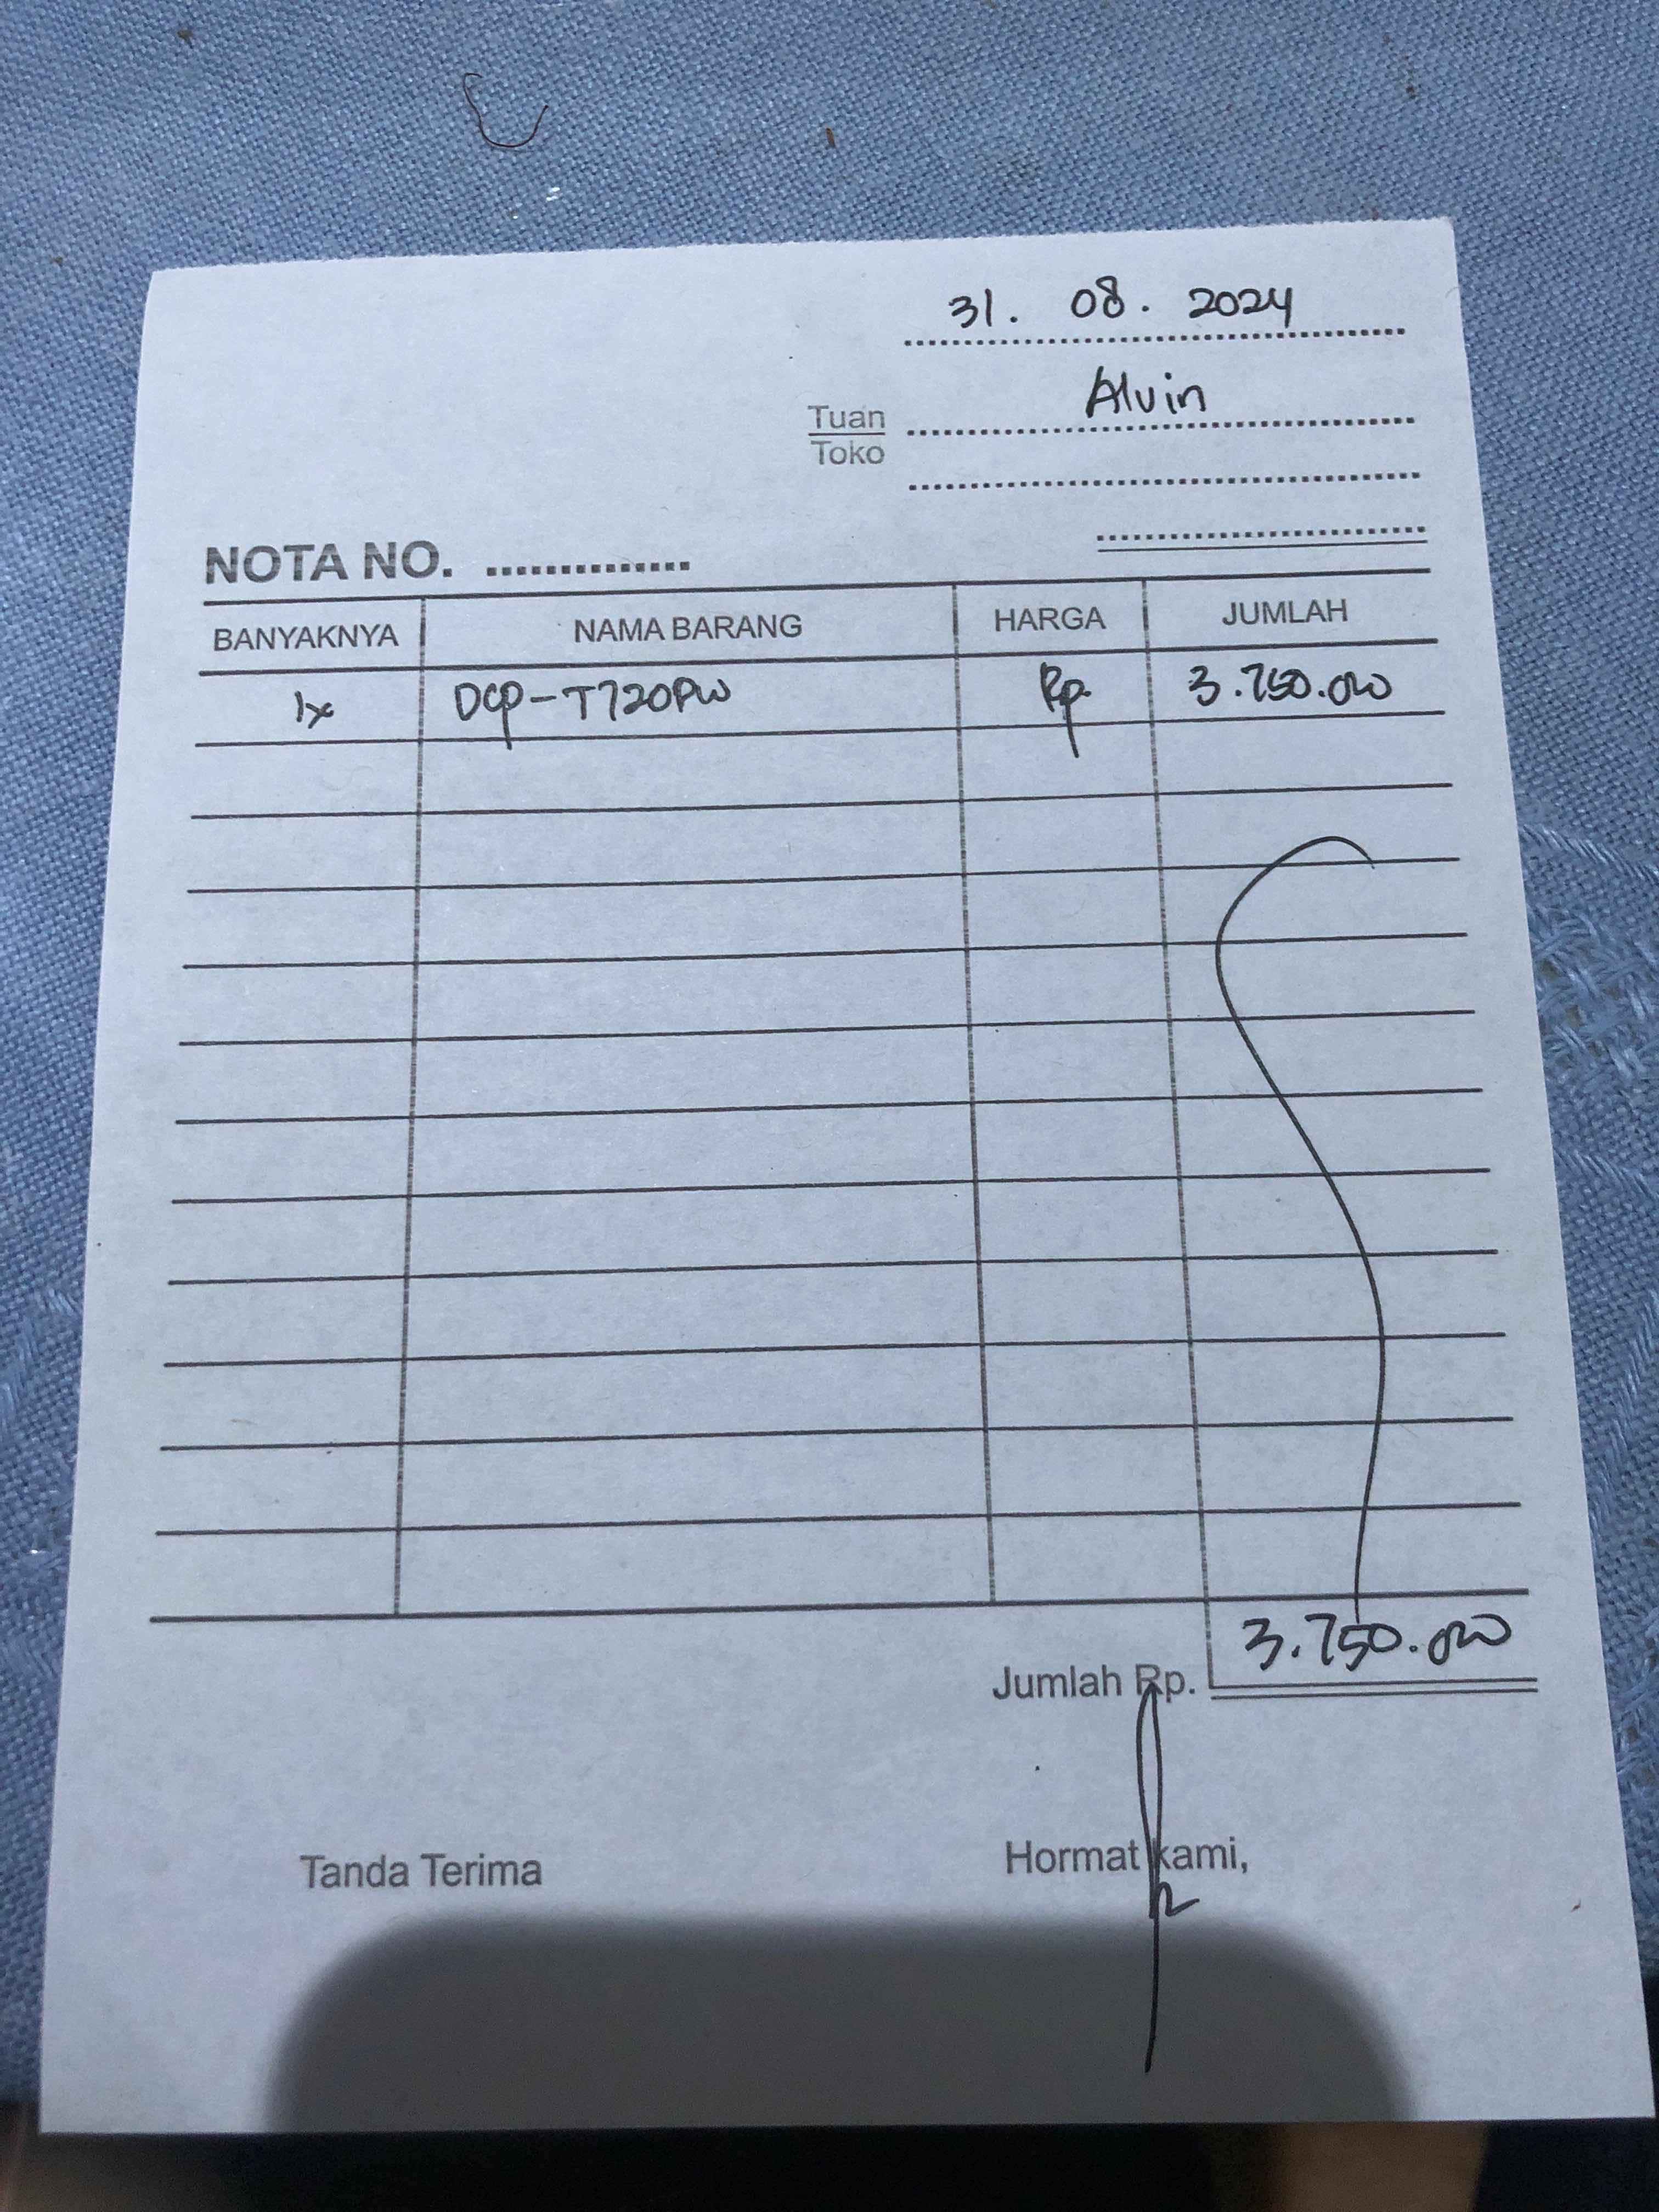 31. 08. 2024
Tuan Alvin
Toko
NOTA NO. ...............
BANYAKNYA NAMA BARANG HARGA JUMLAH
1x DCP-T720PW Rp. 3.750.000
Jumlah Rp. 3.750.000
Tanda Terima Hormat kami,